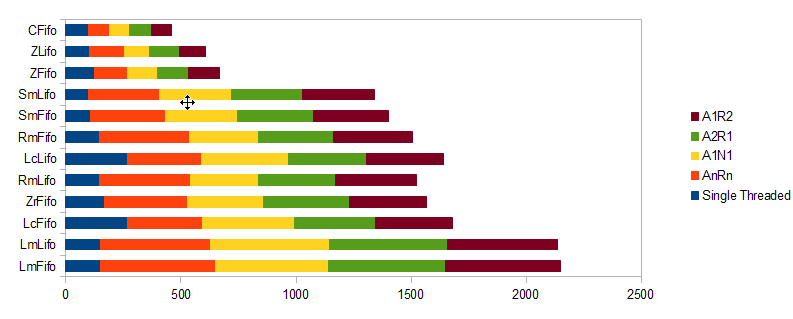 CFifo
ZLifo
ZFifo
SmLifo
SmFifo
RmFifo
LcLifo
RmLifo
ZrFifo
LcFifo
LmLifo
LmFifo
0 500 1000 1500 2000 2500
A1R2
A2R1
A1N1
AnRn
Single Threaded